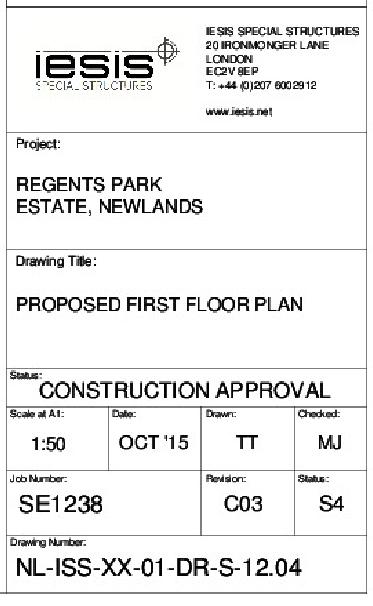 iesis
SPECIAL STRUCTURES
IESIS SPECIAL STRUCTURES
20 IRONMONGER LANE
LONDON
EC2V 8EP
T: +44 (0)207 6002912
www.iesis.net
Project:
REGENTS PARK
ESTATE, NEWLANDS
Drawing Title:
PROPOSED FIRST FLOOR PLAN
Status:
CONSTRUCTION APPROVAL
Scale at A1: Date: Drawn: Checked:
1:50 OCT '15 TT MJ
Job Number: Revision: Status:
SE1238 C03 S4
Drawing Number:
NL-ISS-XX-01-DR-S-12.04